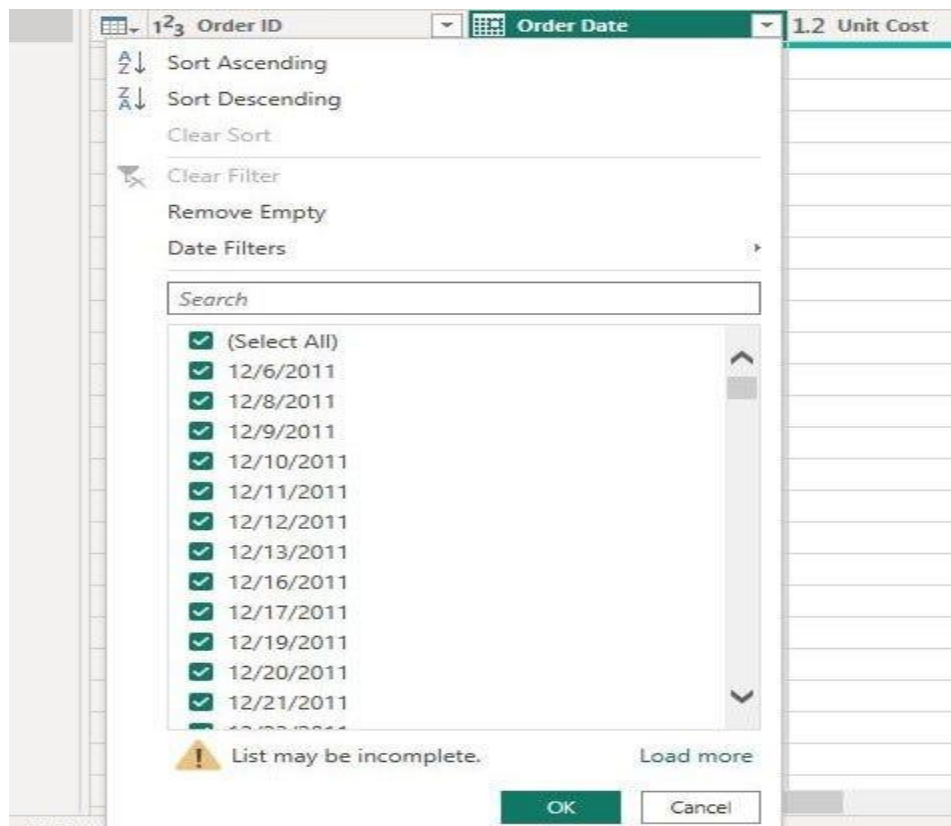 1²3 Order ID Order Date 1.2 Unit Cost
A Z Sort Ascending
Z A Sort Descending
Clear Sort
Clear Filter
Remove Empty
Date Filters
Search
(Select All)
12/6/2011
12/8/2011
12/9/2011
12/10/2011
12/11/2011
12/12/2011
12/13/2011
12/16/2011
12/17/2011
12/19/2011
12/20/2011
12/21/2011
List may be incomplete. Load more
OK Cancel